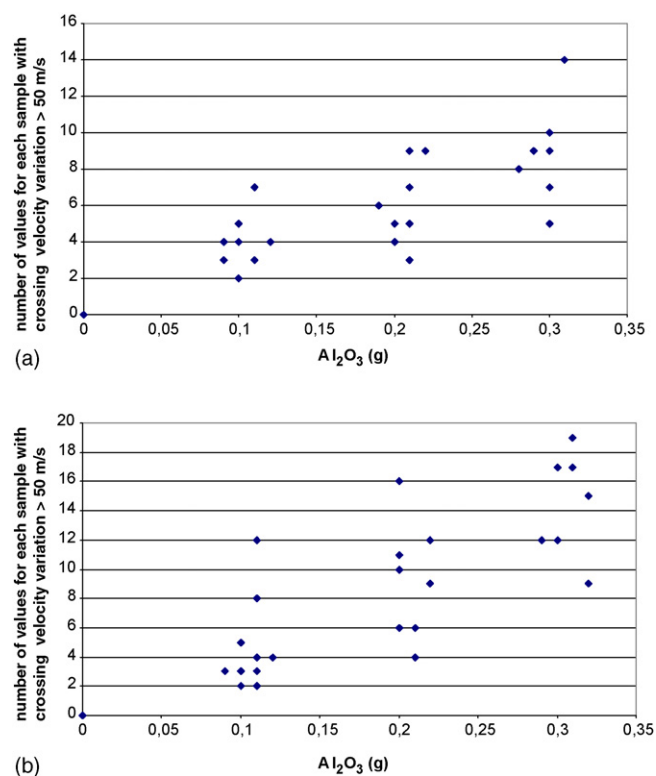 16
14
12
10
8
6
4
2
0
number of values for each sample with
crossing velocity variation > 50 m/s
0 0,05 0,1 0,15 0,2 0,25 0,3 0,35
Al₂O₃ (g)
(a)
20
18
16
14
12
10
8
6
4
2
0
number of values for each sample with
crossing velocity variation > 50 m/s
0 0,05 0,1 0,15 0,2 0,25 0,3 0,35
Al₂O₃ (g)
(b)